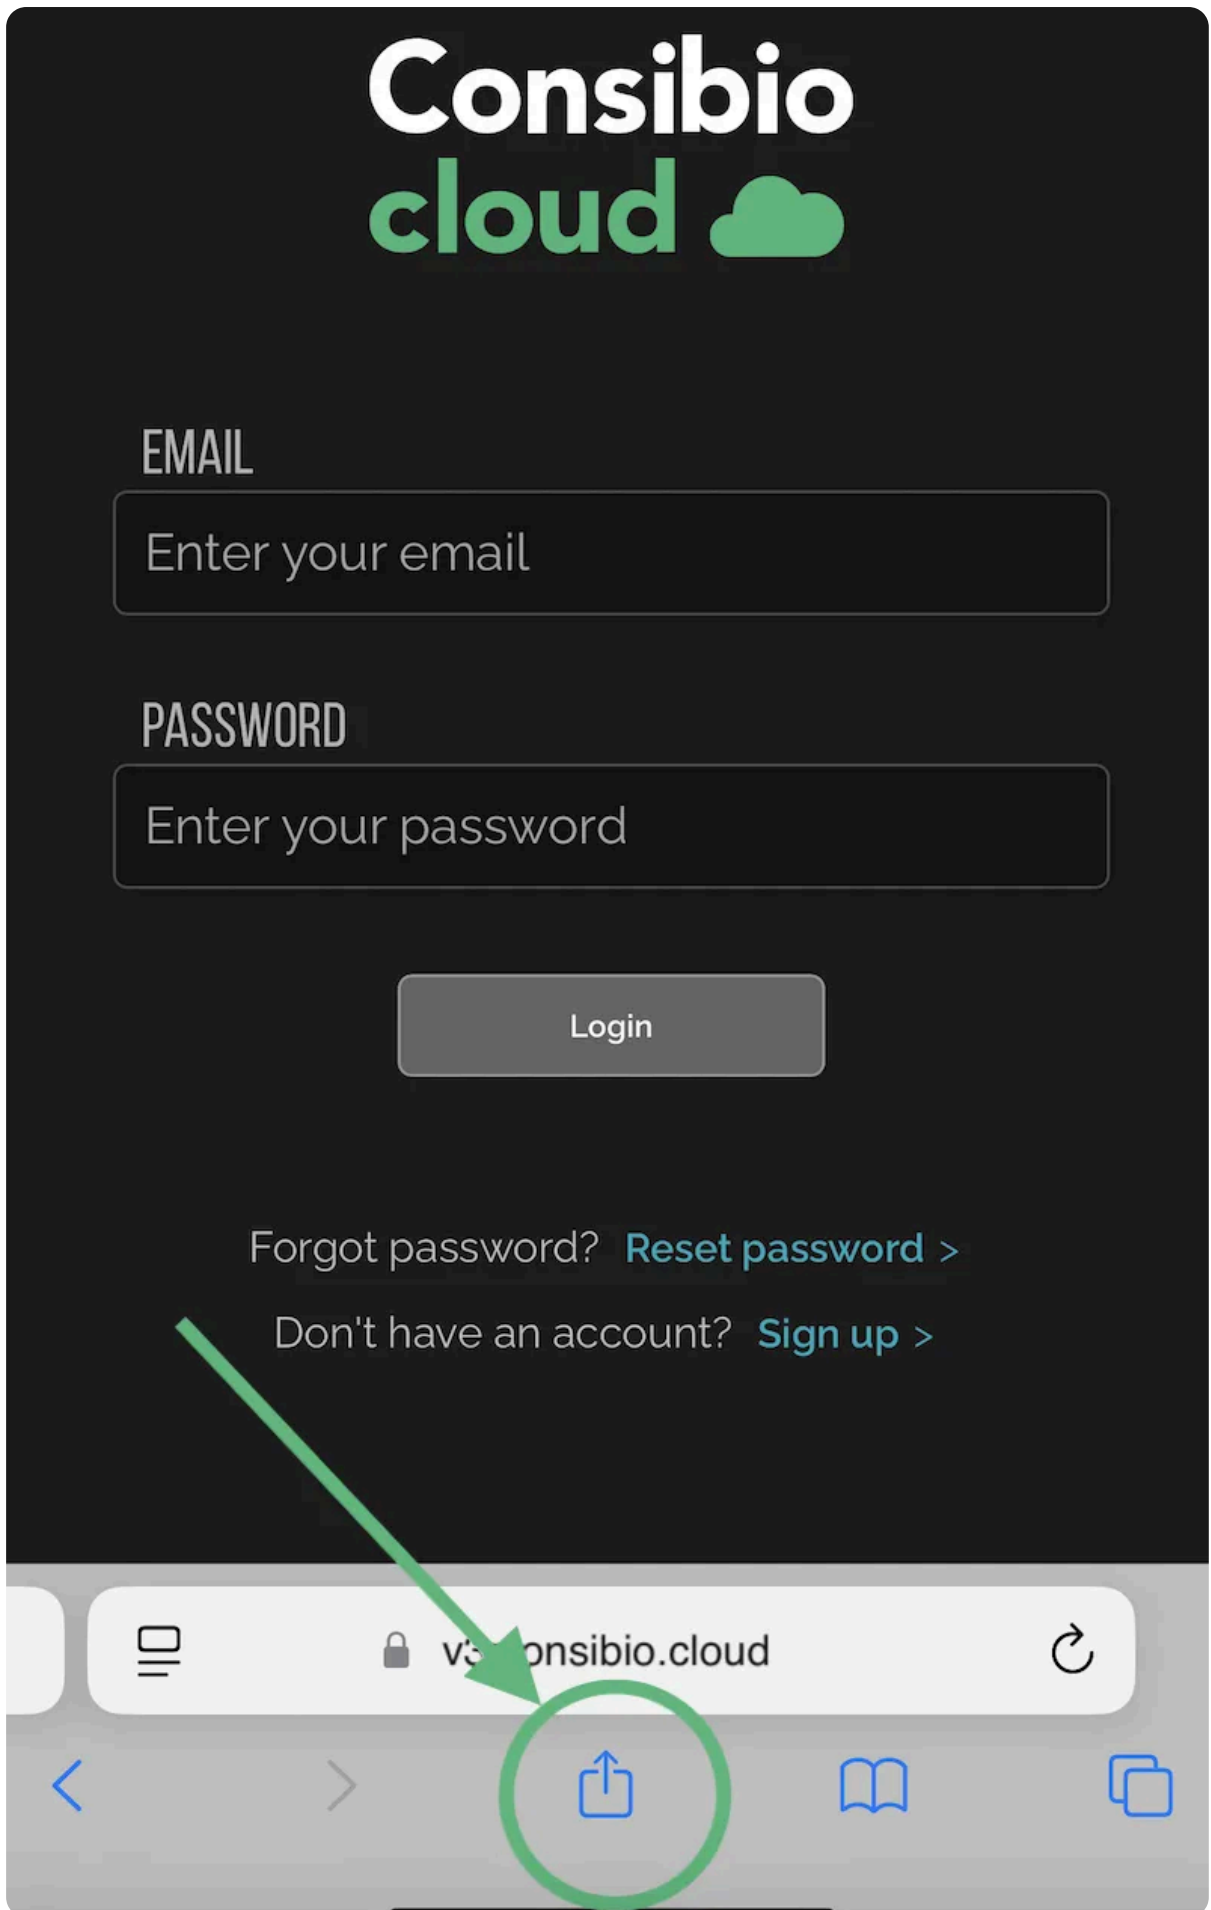 Consibio
cloud
EMAIL
Enter your email
PASSWORD
Enter your password
Login
Forgot password? Reset password >
Don't have an account? Sign up >
onsibio.cloud